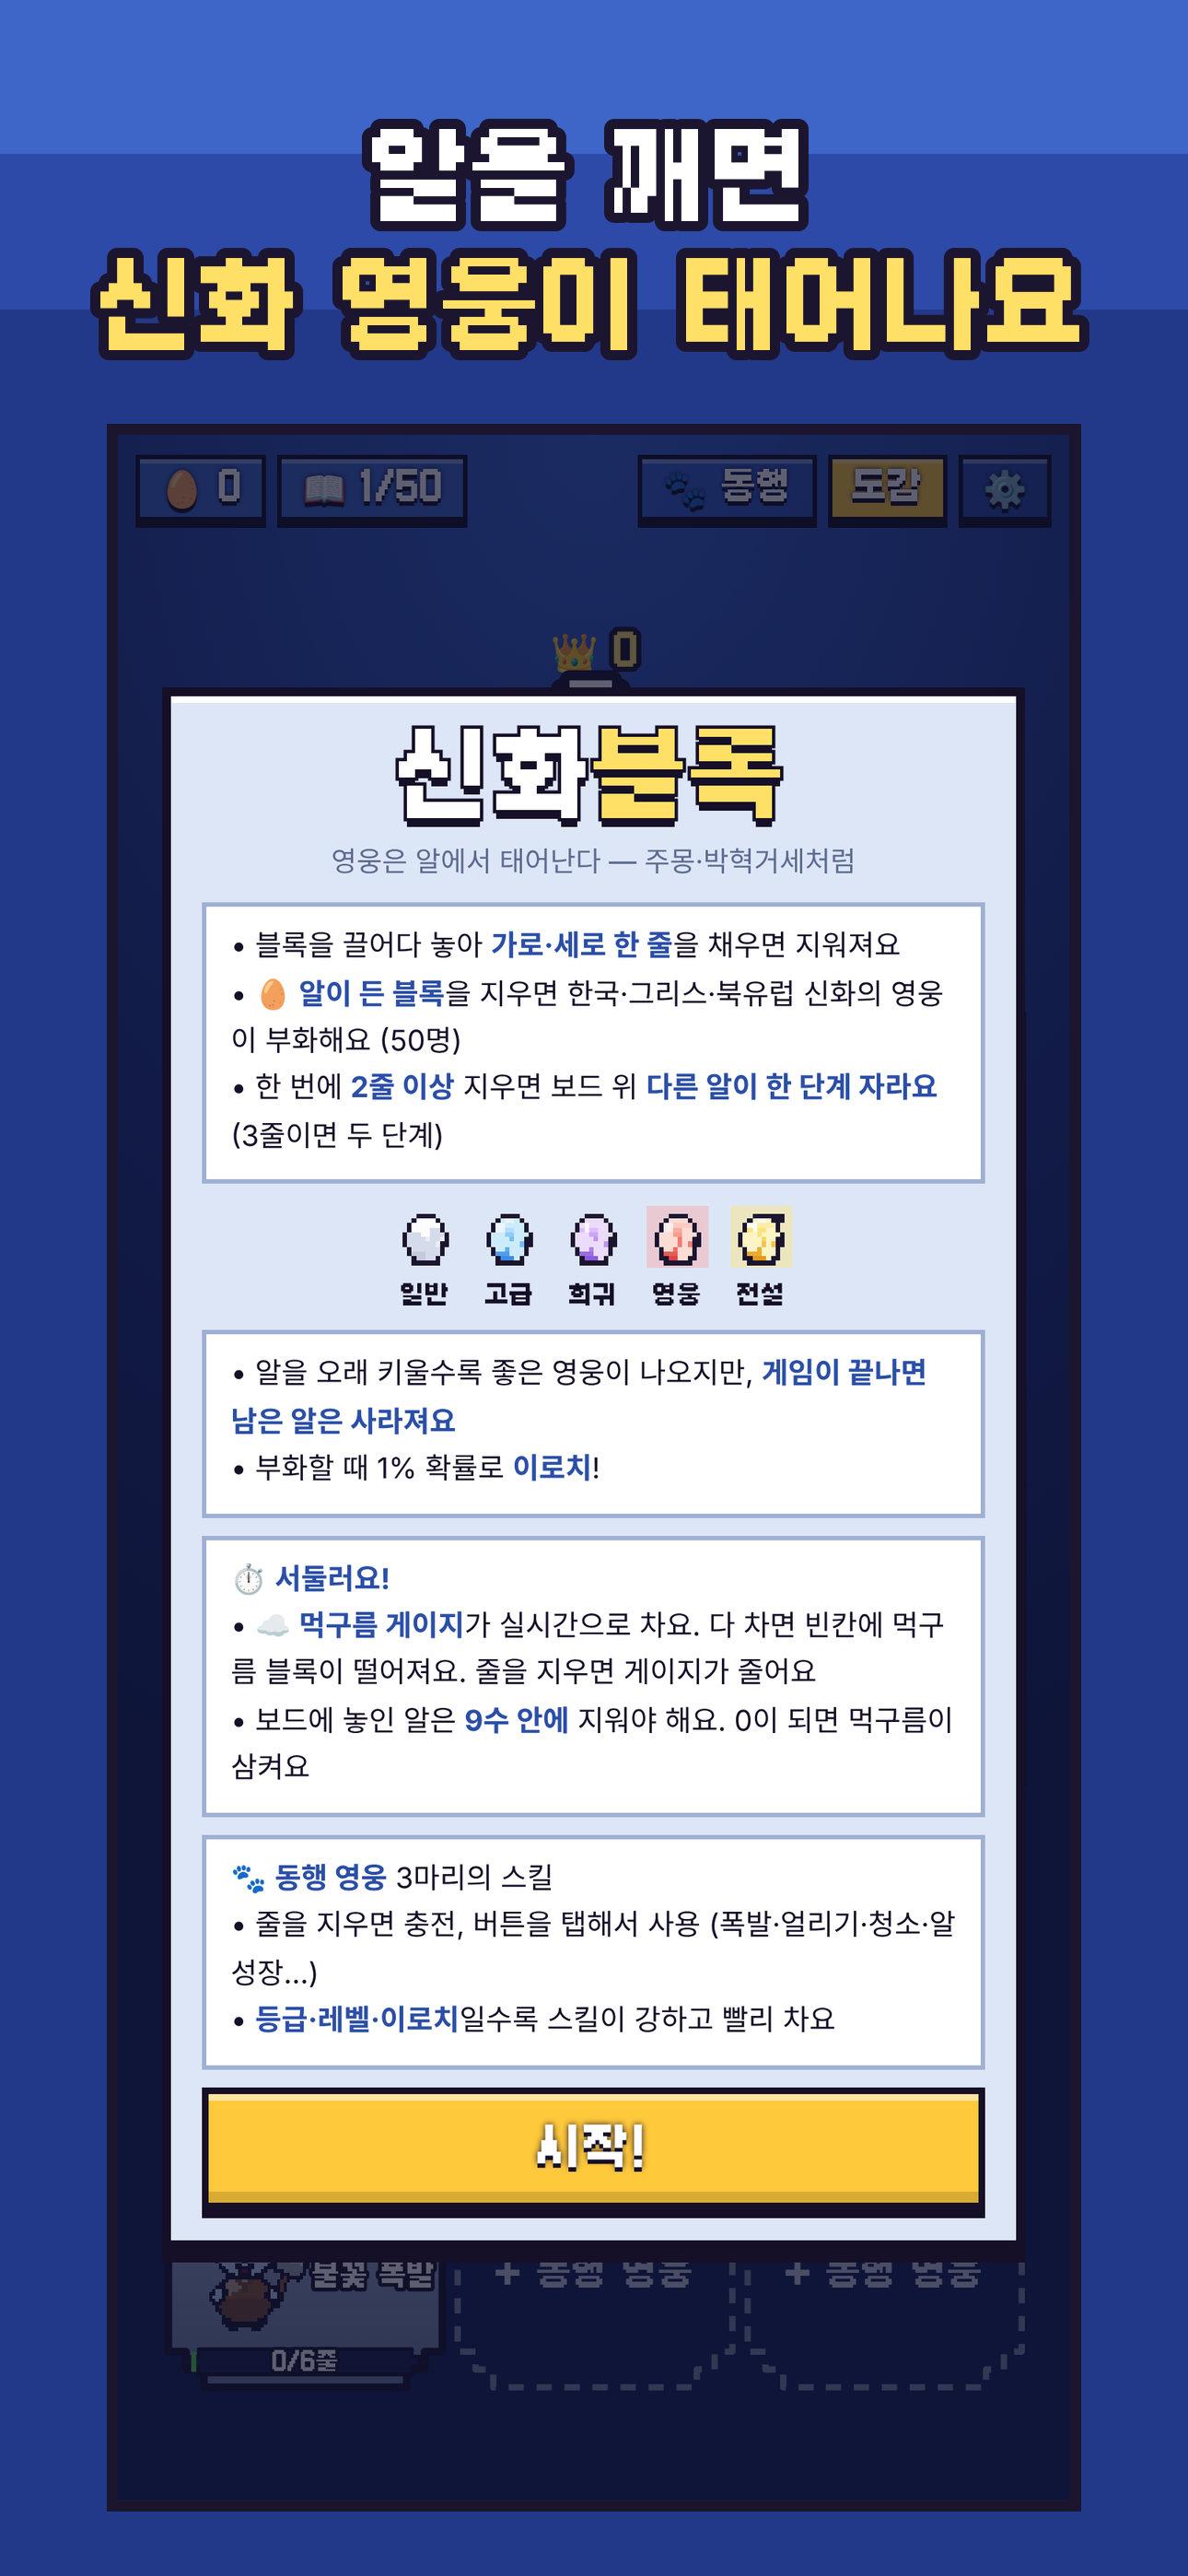 알을 깨면
신화 영웅이 태어나요
0
1/50
동행
도감
0
신화블록
영웅은 알에서 태어난다 — 주몽·박혁거세처럼
• 블록을 끌어다 놓아 가로·세로 한 줄을 채우면 지워져요
• 알이 든 블록을 지우면 한국·그리스·북유럽 신화의 영웅
이 부화해요 (50명)
• 한 번에 2줄 이상 지우면 보드 위 다른 알이 한 단계 자라요
(3줄이면 두 단계)
일반 고급 희귀 영웅 전설
• 알을 오래 키울수록 좋은 영웅이 나오지만, 게임이 끝나면
남은 알은 사라져요
• 부화할 때 1% 확률로 이로치!
서둘러요!
• 먹구름 게이지가 실시간으로 차요. 다 차면 빈칸에 먹구
름 블록이 떨어져요. 줄을 지우면 게이지가 줄어요
• 보드에 놓인 알은 9수 안에 지워야 해요. 0이 되면 먹구름이
삼켜요
동행 영웅 3마리의 스킬
• 줄을 지우면 충전, 버튼을 탭해서 사용 (폭발·얼리기·청소·알
성장...)
• 등급·레벨·이로치일수록 스킬이 강하고 빨리 차요
시작!
불꽃 폭발
+ 동행 영웅
+ 동행 영웅
0/6줄